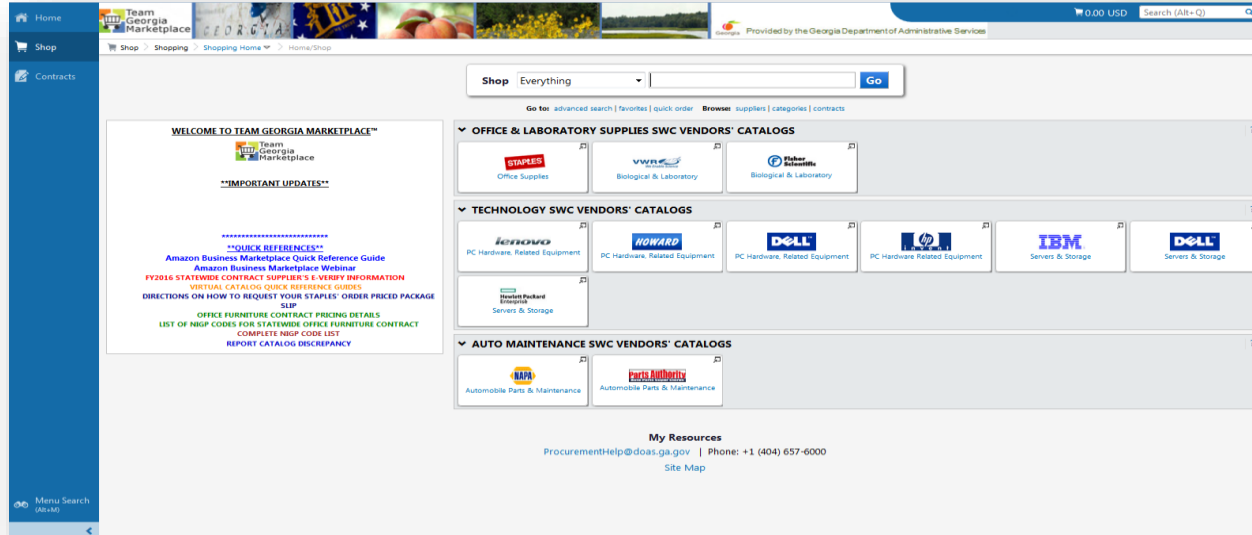 Home
Shop
Contracts
Team
Georgia
Marketplace
GEORGIA
Georgia
Provided by the Georgia Department of Administrative Services
0.00 USD
Search (Alt+Q)
Shop > Shopping > Shopping Home > Home/Shop
Shop Everything Go
Go to: advanced search | favorites | quick order Browse: suppliers | categories | contracts
WELCOME TO TEAM GEORGIA MARKETPLACE™
Team
Georgia
Marketplace
**IMPORTANT UPDATES**
***************************
**QUICK REFERENCES**
Amazon Business Marketplace Quick Reference Guide
Amazon Business Marketplace Webinar
FY2016 STATEWIDE CONTRACT SUPPLIER'S E-VERIFY INFORMATION
VIRTUAL CATALOG QUICK REFERENCE GUIDES
DIRECTIONS ON HOW TO REQUEST YOUR STAPLES' ORDER PRICED PACKAGE
SLIP
OFFICE FURNITURE CONTRACT PRICING DETAILS
LIST OF NIGP CODES FOR STATEWIDE OFFICE FURNITURE CONTRACT
COMPLETE NIGP CODE LIST
REPORT CATALOG DISCREPANCY
OFFICE & LABORATORY SUPPLIES SWC VENDORS' CATALOGS
STAPLES
Office Supplies
VWR
Biological & Laboratory
Fisher
Scientific
Biological & Laboratory
TECHNOLOGY SWC VENDORS' CATALOGS
lenovo
PC Hardware, Related Equipment
HOWARD
PC Hardware, Related Equipment
DELL™
PC Hardware, Related Equipment
hp
invent
PC Hardware Related Equipment
IBM
Servers & Storage
DELL™
Servers & Storage
Hewlett Packard
Enterprise
Servers & Storage
AUTO MAINTENANCE SWC VENDORS' CATALOGS
NAPA
Automobile Parts & Maintenance
Parts Authority
Automobile Parts & Maintenance
My Resources
ProcurementHelp@doas.ga.gov | Phone: +1 (404) 657-6000
Site Map
Menu Search
(Alt+M)